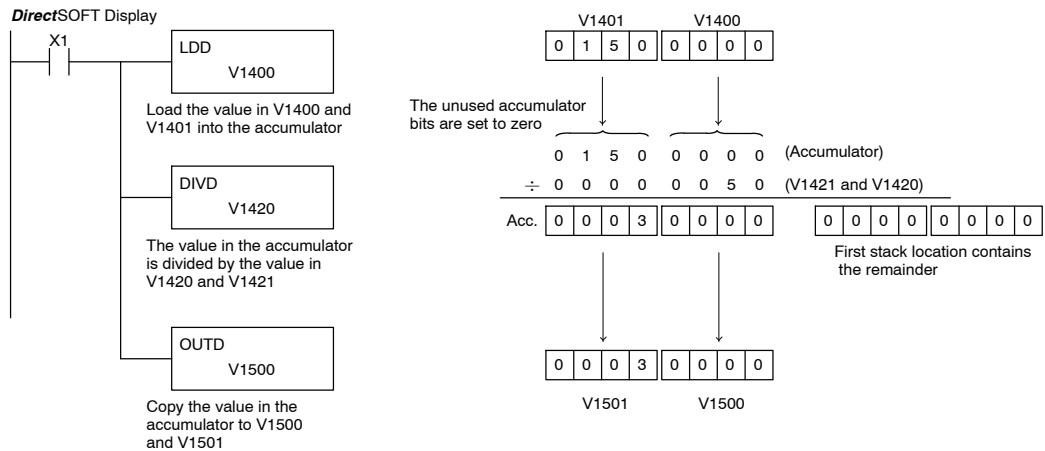 DirectSOFT Display
X1
LDD
V1400
Load the value in V1400 and
V1401 into the accumulator
DIVD
V1420
The value in the accumulator
is divided by the value in
V1420 and V1421
OUTD
V1500
Copy the value in the
accumulator to V1500
and V1501
V1401 V1400
0 1 5 0 0 0 0 0
The unused accumulator
bits are set to zero
0 1 5 0 0 0 0 0 (Accumulator)
÷ 0 0 0 0 0 0 5 0 (V1421 and V1420)
Acc. 0 0 0 3 0 0 0 0 0 0 0 0 0 0 0 0
First stack location contains
the remainder
0 0 0 3 0 0 0 0
V1501 V1500